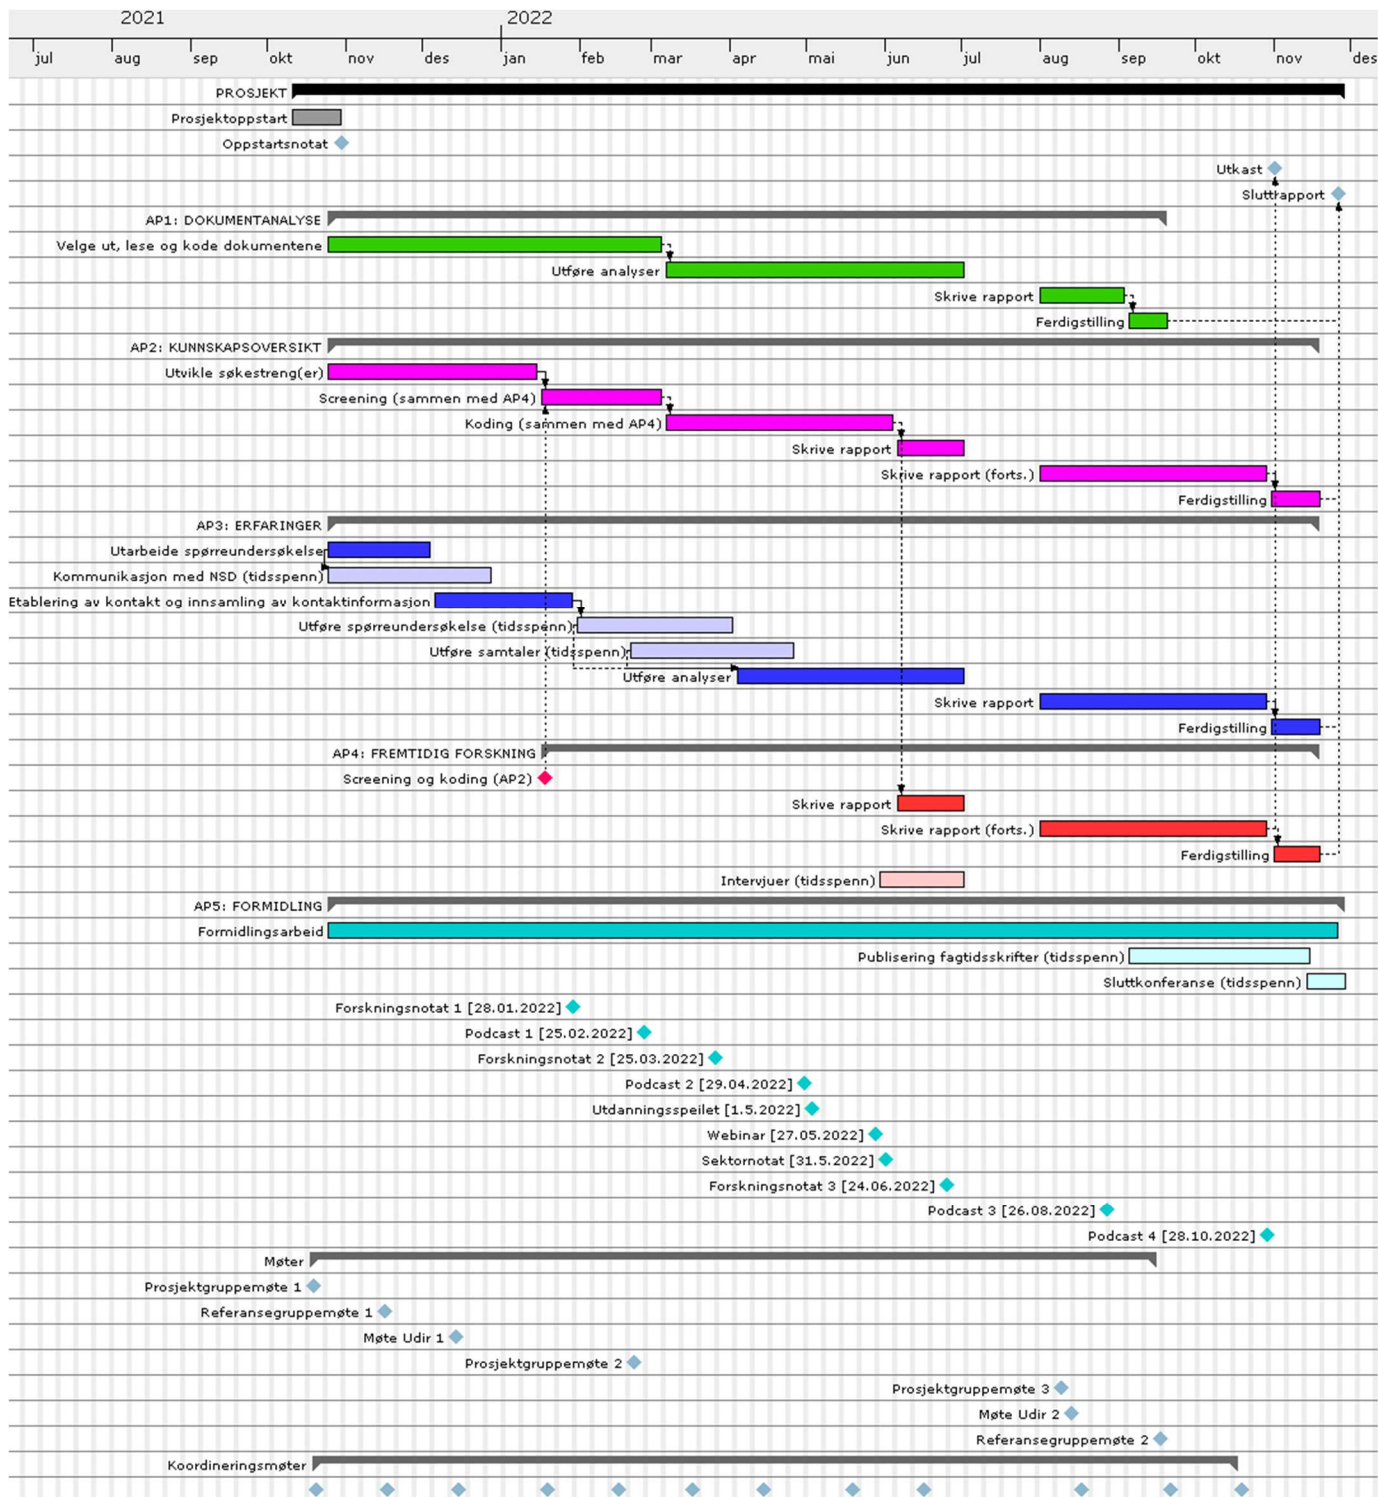 2021 2022
jul aug sep okt nov des jan feb mar apr mai jun jul aug sep okt nov des
PROSJEKT
Prosjektoppstart
Oppstartsnotat
Utkast
Sluttrapport
AP1: DOKUMENTANALYSE
Velge ut, lese og kode dokumentene
Utføre analyser
Skrive rapport
Ferdigstilling
AP2: KUNNSKAPSOVERSIKT
Utvikle søkestreng(er)
Screening (sammen med AP4)
Koding (sammen med AP4)
Skrive rapport
Skrive rapport (forts.)
Ferdigstilling
AP3: ERFARINGER
Utarbeide spørreundersøkelse
Kommunikasjon med NSD (tidsspenn)
Etablering av kontakt og innsamling av kontaktinformasjon
Utføre spørreundersøkelse (tidsspenn)
Utføre samtaler (tidsspenn)
Utføre analyser
Skrive rapport
Ferdigstilling
AP4: FREMTIDIG FORSKNING
Screening og koding (AP2)
Skrive rapport
Skrive rapport (forts.)
Ferdigstilling
Intervjuer (tidsspenn)
AP5: FORMIDLING
Formidlingsarbeid
Publisering fagtidsskrifter (tidsspenn)
Sluttkonferanse (tidsspenn)
Forskningsnotat 1 [28.01.2022]
Podcast 1 [25.02.2022]
Forskningsnotat 2 [25.03.2022]
Podcast 2 [29.04.2022]
Utdanningsspeilet [1.5.2022]
Webinar [27.05.2022]
Sektornotat [31.5.2022]
Forskningsnotat 3 [24.06.2022]
Podcast 3 [26.08.2022]
Podcast 4 [28.10.2022]
Møter
Prosjektgruppemøte 1
Referansegruppemøte 1
Møte Udir 1
Prosjektgruppemøte 2
Prosjektgruppemøte 3
Møte Udir 2
Referansegruppemøte 2
Koordineringsmøter